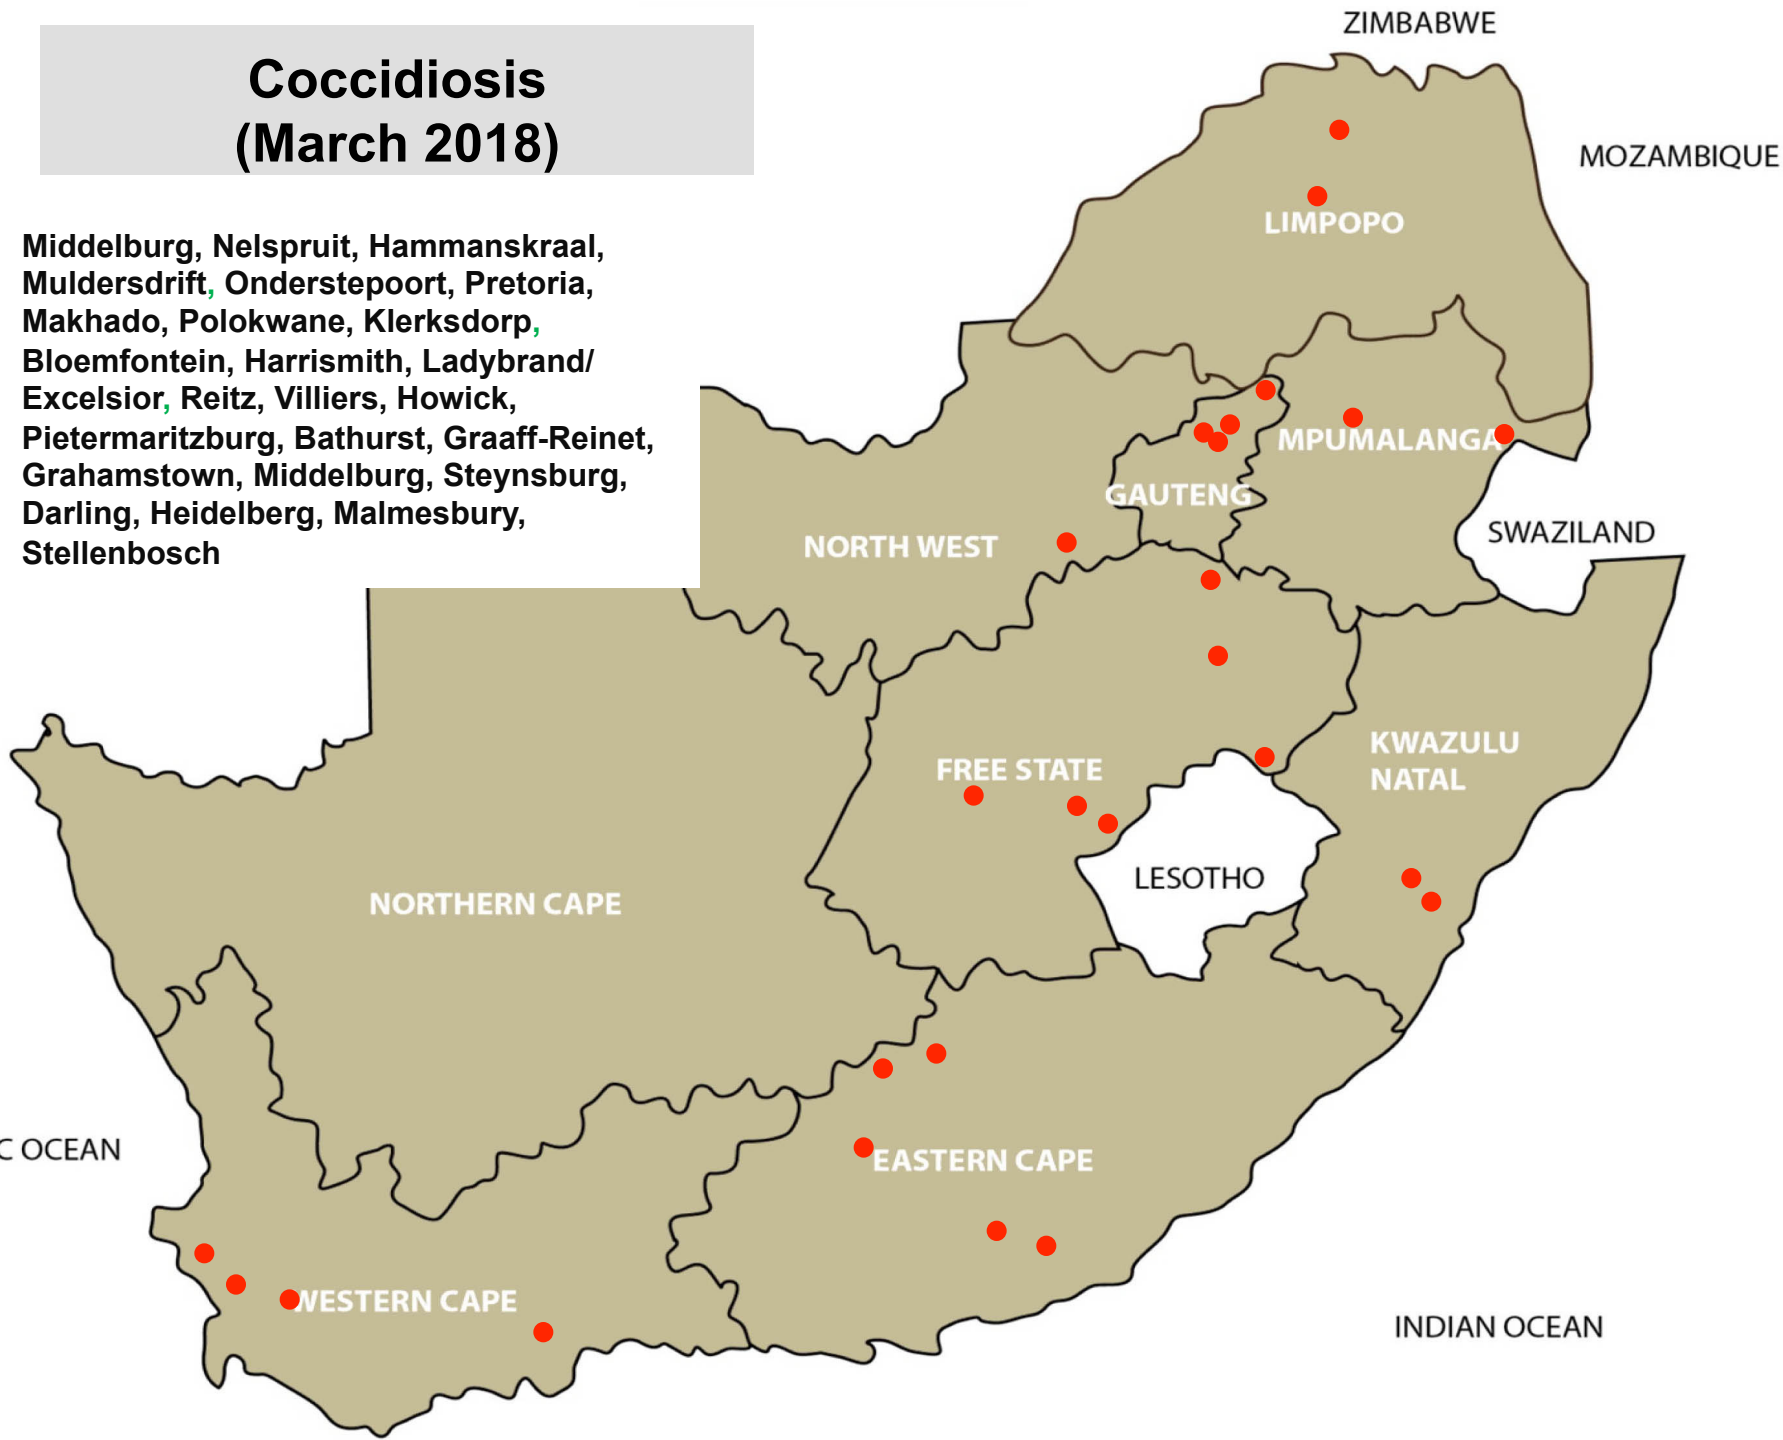 Coccidiosis
(March 2018)
Middelburg, Nelspruit, Hammanskraal,
Muldersdrift, Onderstepoort, Pretoria,
Makhado, Polokwane, Klerksdorp,
Bloemfontein, Harrismith, Ladybrand/
Excelsior, Reitz, Villiers, Howick,
Pietermaritzburg, Bathurst, Graaff-Reinet,
Grahamstown, Middelburg, Steynsburg,
Darling, Heidelberg, Malmesbury,
Stellenbosch
ZIMBABWE
MOZAMBIQUE
LIMPOPO
MPUMALANGA
GAUTENG
SWAZILAND
NORTH WEST
KWAZULU
NATAL
FREE STATE
LESOTHO
NORTHERN CAPE
C OCEAN
EASTERN CAPE
WESTERN CAPE
INDIAN OCEAN